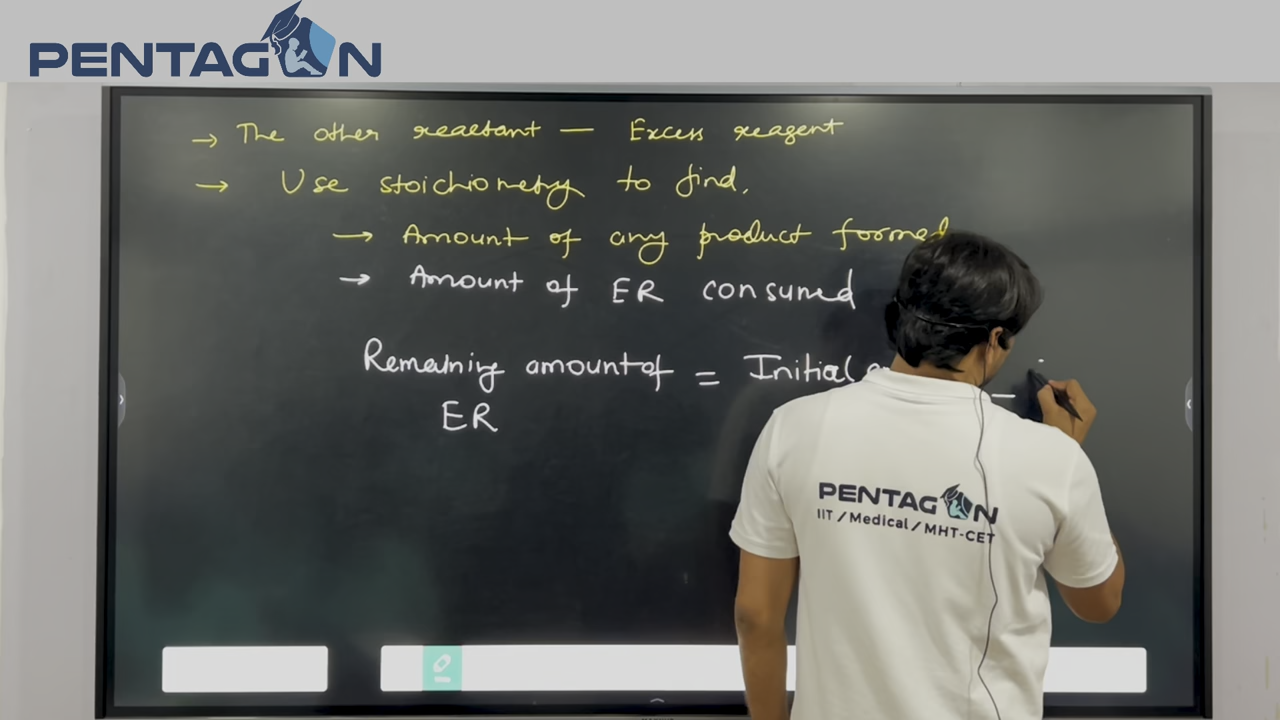 PENTAGON
→ The other reactant — Excess reagent
→ Use stoichiometry to find,
→ Amount of any product formed
→ Amount of ER consumed
Remaining amount of = Initial —
ER
PENTAGON
IIT / Medical / MHT-CET